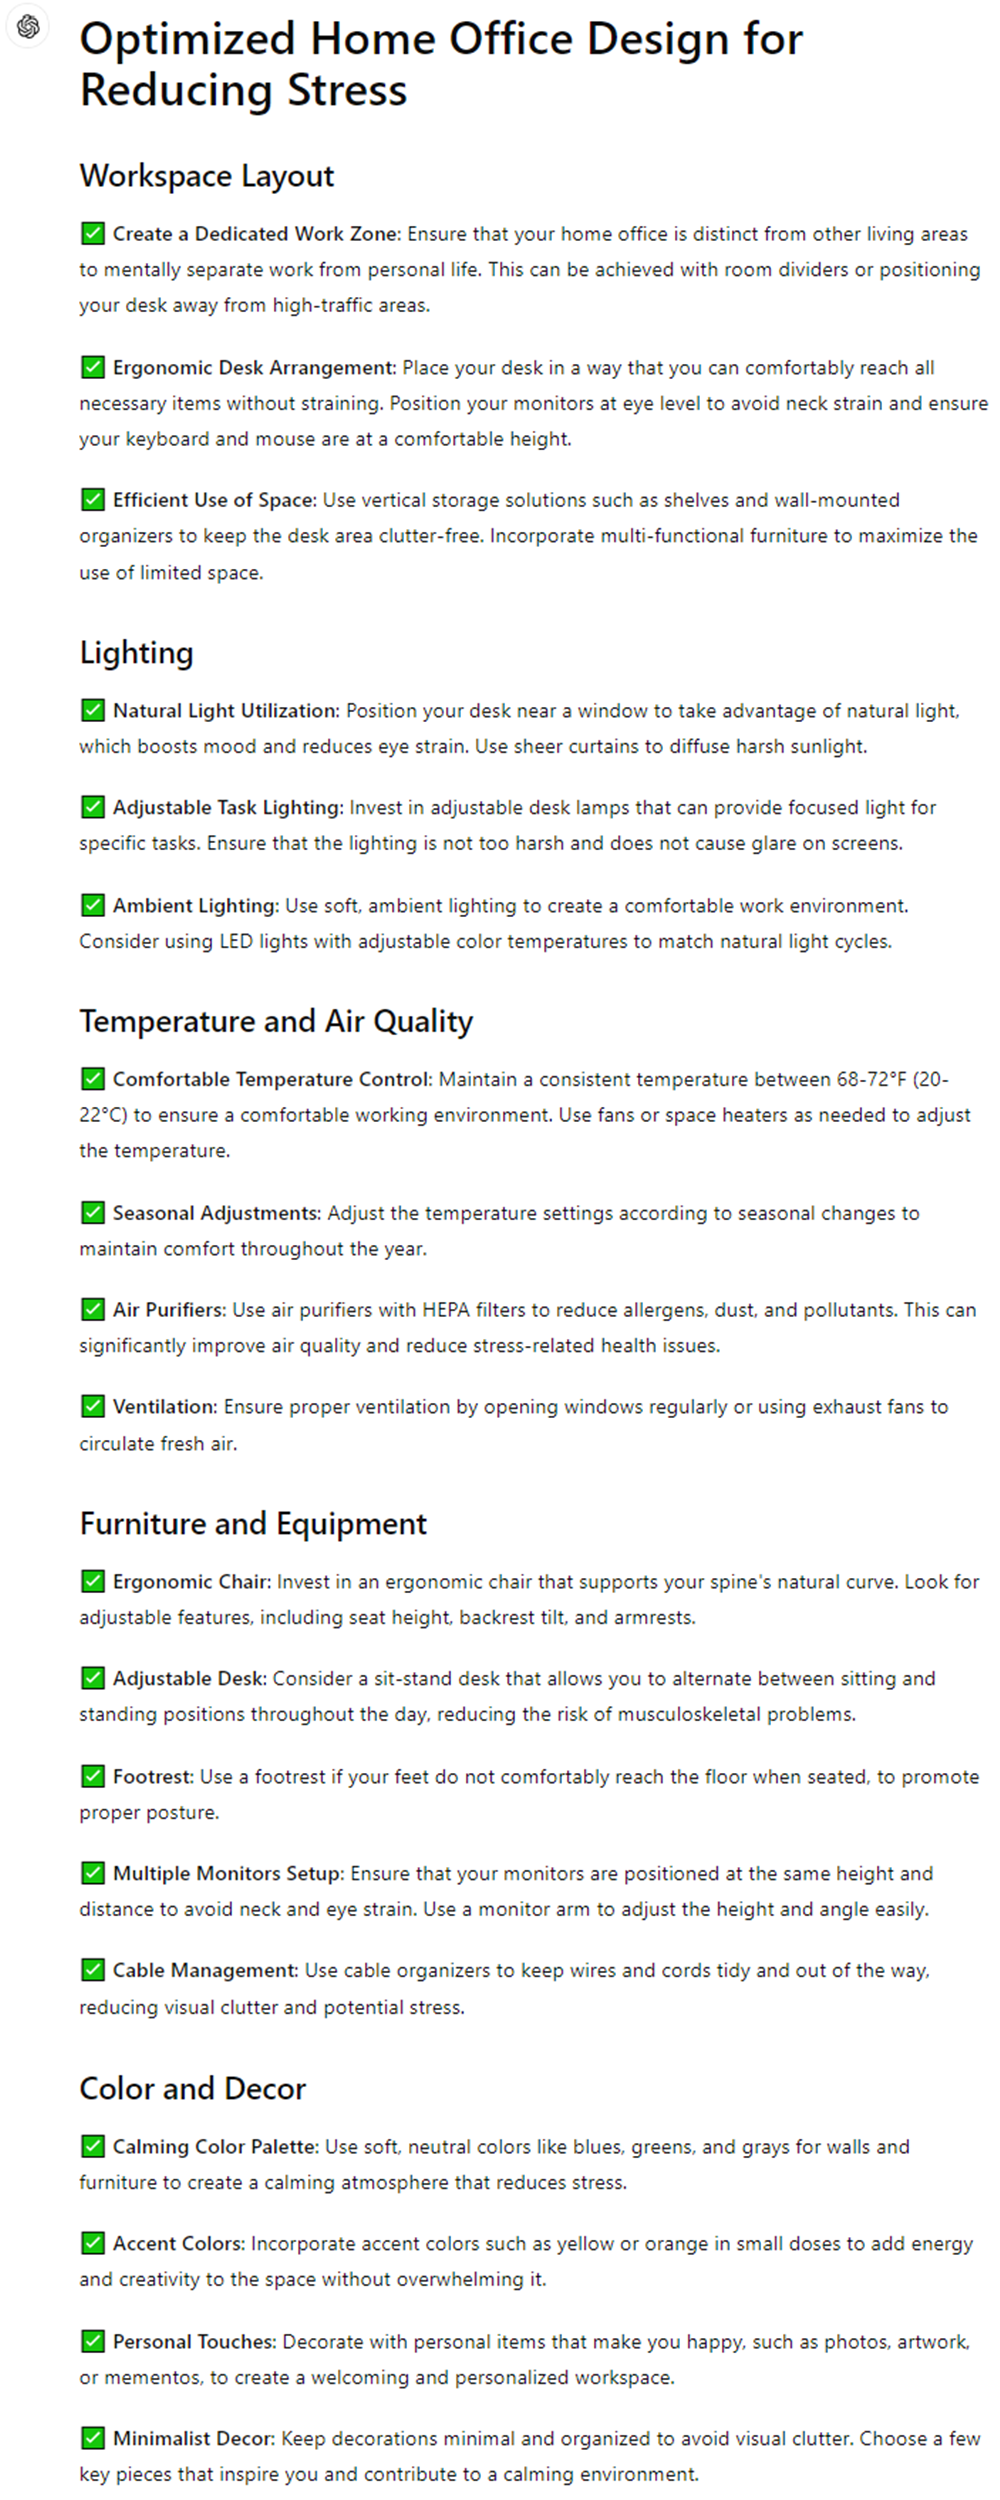 Optimized Home Office Design for
Reducing Stress
Workspace Layout
✅ Create a Dedicated Work Zone: Ensure that your home office is distinct from other living areas
to mentally separate work from personal life. This can be achieved with room dividers or positioning
your desk away from high-traffic areas.
✅ Ergonomic Desk Arrangement: Place your desk in a way that you can comfortably reach all
necessary items without straining. Position your monitors at eye level to avoid neck strain and ensure
your keyboard and mouse are at a comfortable height.
✅ Efficient Use of Space: Use vertical storage solutions such as shelves and wall-mounted
organizers to keep the desk area clutter-free. Incorporate multi-functional furniture to maximize the
use of limited space.
Lighting
✅ Natural Light Utilization: Position your desk near a window to take advantage of natural light,
which boosts mood and reduces eye strain. Use sheer curtains to diffuse harsh sunlight.
✅ Adjustable Task Lighting: Invest in adjustable desk lamps that can provide focused light for
specific tasks. Ensure that the lighting is not too harsh and does not cause glare on screens.
✅ Ambient Lighting: Use soft, ambient lighting to create a comfortable work environment.
Consider using LED lights with adjustable color temperatures to match natural light cycles.
Temperature and Air Quality
✅ Comfortable Temperature Control: Maintain a consistent temperature between 68-72°F (20-
22°C) to ensure a comfortable working environment. Use fans or space heaters as needed to adjust
the temperature.
✅ Seasonal Adjustments: Adjust the temperature settings according to seasonal changes to
maintain comfort throughout the year.
✅ Air Purifiers: Use air purifiers with HEPA filters to reduce allergens, dust, and pollutants. This can
significantly improve air quality and reduce stress-related health issues.
✅ Ventilation: Ensure proper ventilation by opening windows regularly or using exhaust fans to
circulate fresh air.
Furniture and Equipment
✅ Ergonomic Chair: Invest in an ergonomic chair that supports your spine's natural curve. Look for
adjustable features, including seat height, backrest tilt, and armrests.
✅ Adjustable Desk: Consider a sit-stand desk that allows you to alternate between sitting and
standing positions throughout the day, reducing the risk of musculoskeletal problems.
✅ Footrest: Use a footrest if your feet do not comfortably reach the floor when seated, to promote
proper posture.
✅ Multiple Monitors Setup: Ensure that your monitors are positioned at the same height and
distance to avoid neck and eye strain. Use a monitor arm to adjust the height and angle easily.
✅ Cable Management: Use cable organizers to keep wires and cords tidy and out of the way,
reducing visual clutter and potential stress.
Color and Decor
✅ Calming Color Palette: Use soft, neutral colors like blues, greens, and grays for walls and
furniture to create a calming atmosphere that reduces stress.
✅ Accent Colors: Incorporate accent colors such as yellow or orange in small doses to add energy
and creativity to the space without overwhelming it.
✅ Personal Touches: Decorate with personal items that make you happy, such as photos, artwork,
or mementos, to create a welcoming and personalized workspace.
✅ Minimalist Decor: Keep decorations minimal and organized to avoid visual clutter. Choose a few
key pieces that inspire you and contribute to a calming environment.